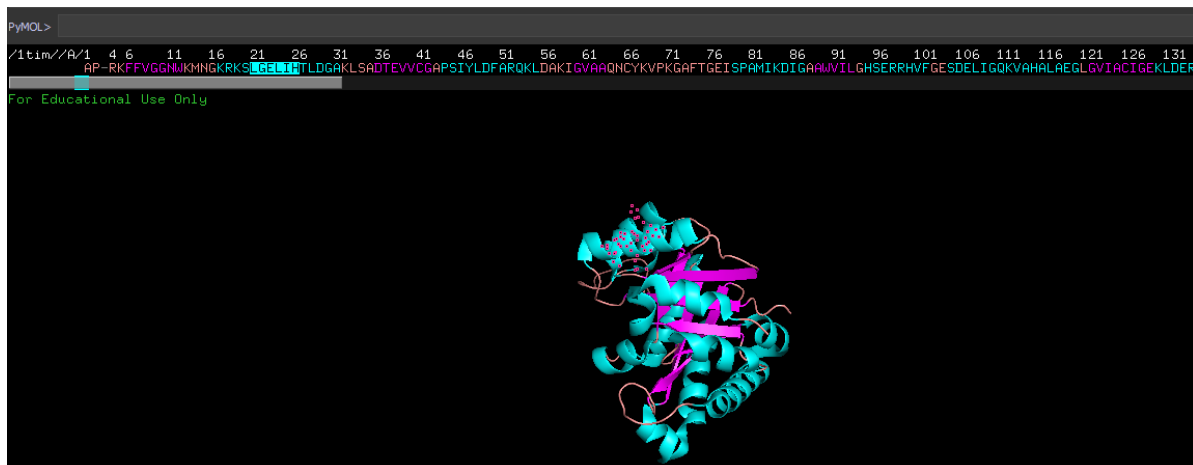 PyMOL>
/1tim//A/1 4 6 11 16 21 26 31 36 41 46 51 56 61 66 71 76 81 86 91 96 101 106 111 116 121 126 131
AP-RKFFVGGNWKMNGKRKSLGELIHTLDGAKLSADTEVVCGAPSIYLDFARQKLDAKIGVAAQNCYKVPKGAFTGEISPAMIKDIGAAWVILGHSERRHVFGESDELIGQKVAHALAEGLGVIACIGEKLDER
For Educational Use Only